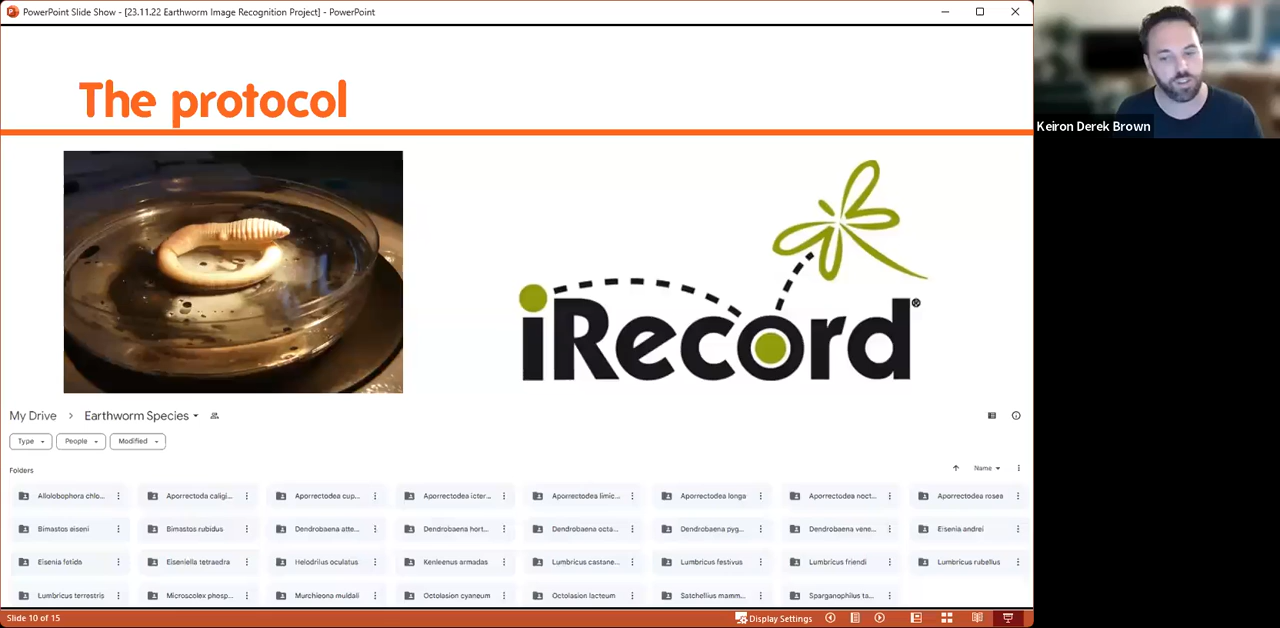 PowerPoint Slide Show - [23.11.22 Earthworm Image Recognition Project] - PowerPoint
The protocol
Keiron Derek Brown
iRecord®
My Drive > Earthworm Species
Type People Modified
Folders Name
Allolobophora chlo... Aporrectoda caligi... Aporrectodea cup... Aporrectodea icter... Aporrectodea limic... Aporrectodea longa Aporrectodea noct... Aporrectodea rosea
Bimastos eiseni Bimastos rubidus Dendrobaena atte... Dendrobaena hort... Dendrobaena octa... Dendrobaena pyg... Dendrobaena vene... Eisenia andrei
Eisenia fetida Eiseniella tetraedra Helodrilus oculatus Kenleenus armadas Lumbricus castane... Lumbricus festivus Lumbricus friendi Lumbricus rubellus
Lumbricus terrestris Microscolex phosp... Murchieona muldali Octolasion cyaneum Octolasion lacteum Satchellius mamm... Sparganophilus ta...
Slide 10 of 15 Display Settings